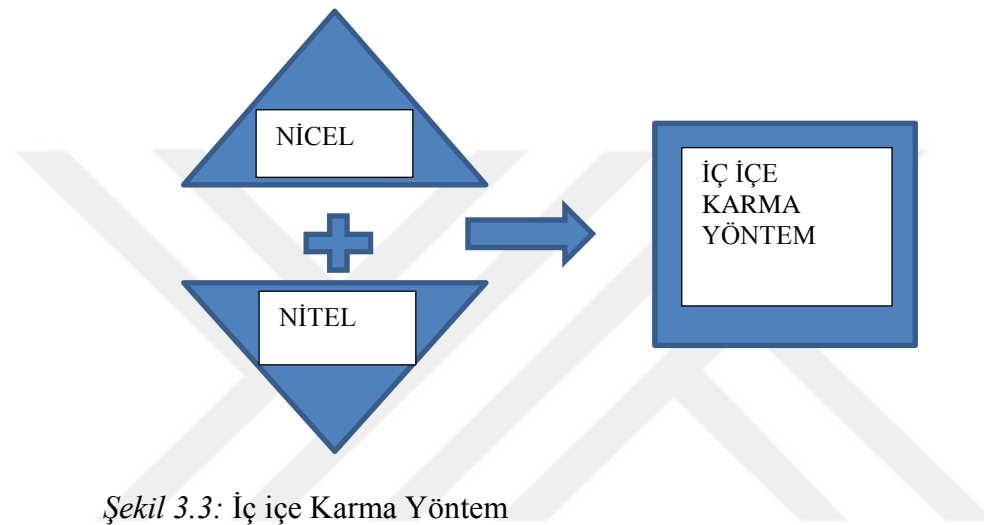 NİCEL
NİTEL
İÇ İÇE
KARMA
YÖNTEM
Şekil 3.3: İç içe Karma Yöntem